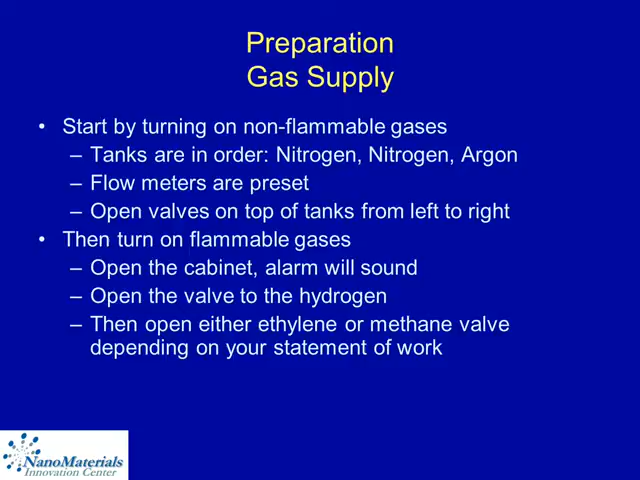 Preparation
Gas Supply
• Start by turning on non-flammable gases
– Tanks are in order: Nitrogen, Nitrogen, Argon
– Flow meters are preset
– Open valves on top of tanks from left to right
• Then turn on flammable gases
– Open the cabinet, alarm will sound
– Open the valve to the hydrogen
– Then open either ethylene or methane valve
depending on your statement of work
NanoMaterials
Innovation Center